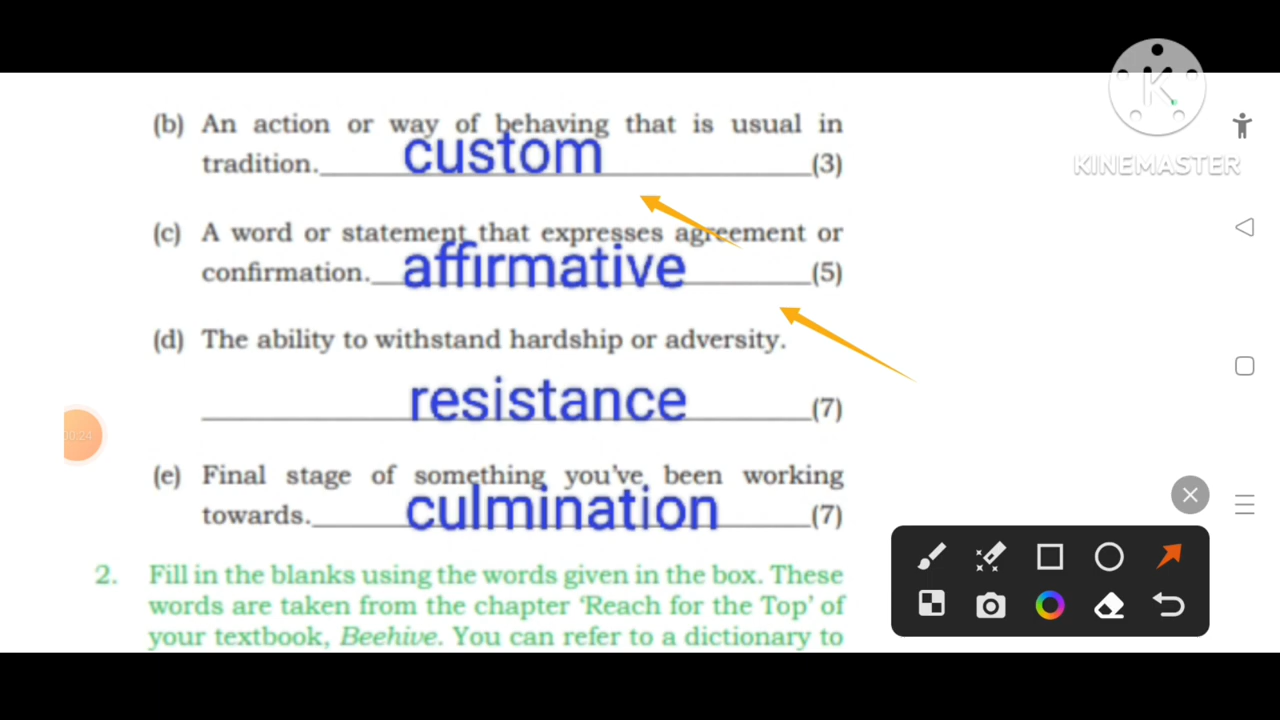 KINEMASTER
(b) An action or way of behaving that is usual in
tradition. custom (3)
(c) A word or statement that expresses agreement or
confirmation. affirmative (5)
(d) The ability to withstand hardship or adversity.
resistance (7)
00:24
(e) Final stage of something you've been working
towards. culmination (7)
2. Fill in the blanks using the words given in the box. These
words are taken from the chapter 'Reach for the Top' of
your textbook, Beehive. You can refer to a dictionary to